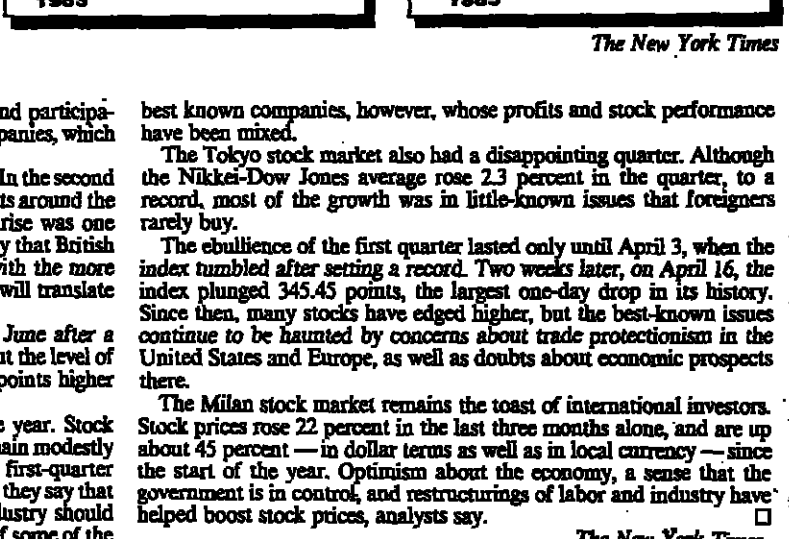 1985
1985
The New York Times
nd participa-
panies, which
In the second
ts around the
rise was one
y that British
ith the more
will translate
June after a
ut the level of
points higher
e year. Stock
ain modestly
first-quarter
they say that
dustry should
f some of the
best known companies, however, whose profits and stock performance
have been mixed.
The Tokyo stock market also had a disappointing quarter. Although
the Nikkei-Dow Jones average rose 2.3 percent in the quarter, to a
record, most of the growth was in little-known issues that foreigners
rarely buy.
The ebullience of the first quarter lasted only until April 3, when the
index tumbled after setting a record. Two weeks later, on April 16, the
index plunged 345.45 points, the largest one-day drop in its history.
Since then, many stocks have edged higher, but the best-known issues
continue to be haunted by concerns about trade protectionism in the
United States and Europe, as well as doubts about economic prospects
there.
The Milan stock market remains the toast of international investors.
Stock prices rose 22 percent in the last three months alone, and are up
about 45 percent — in dollar terms as well as in local currency — since
the start of the year. Optimism about the economy, a sense that the
government is in control, and restructurings of labor and industry have
helped boost stock prices, analysts say. □
The New York Times